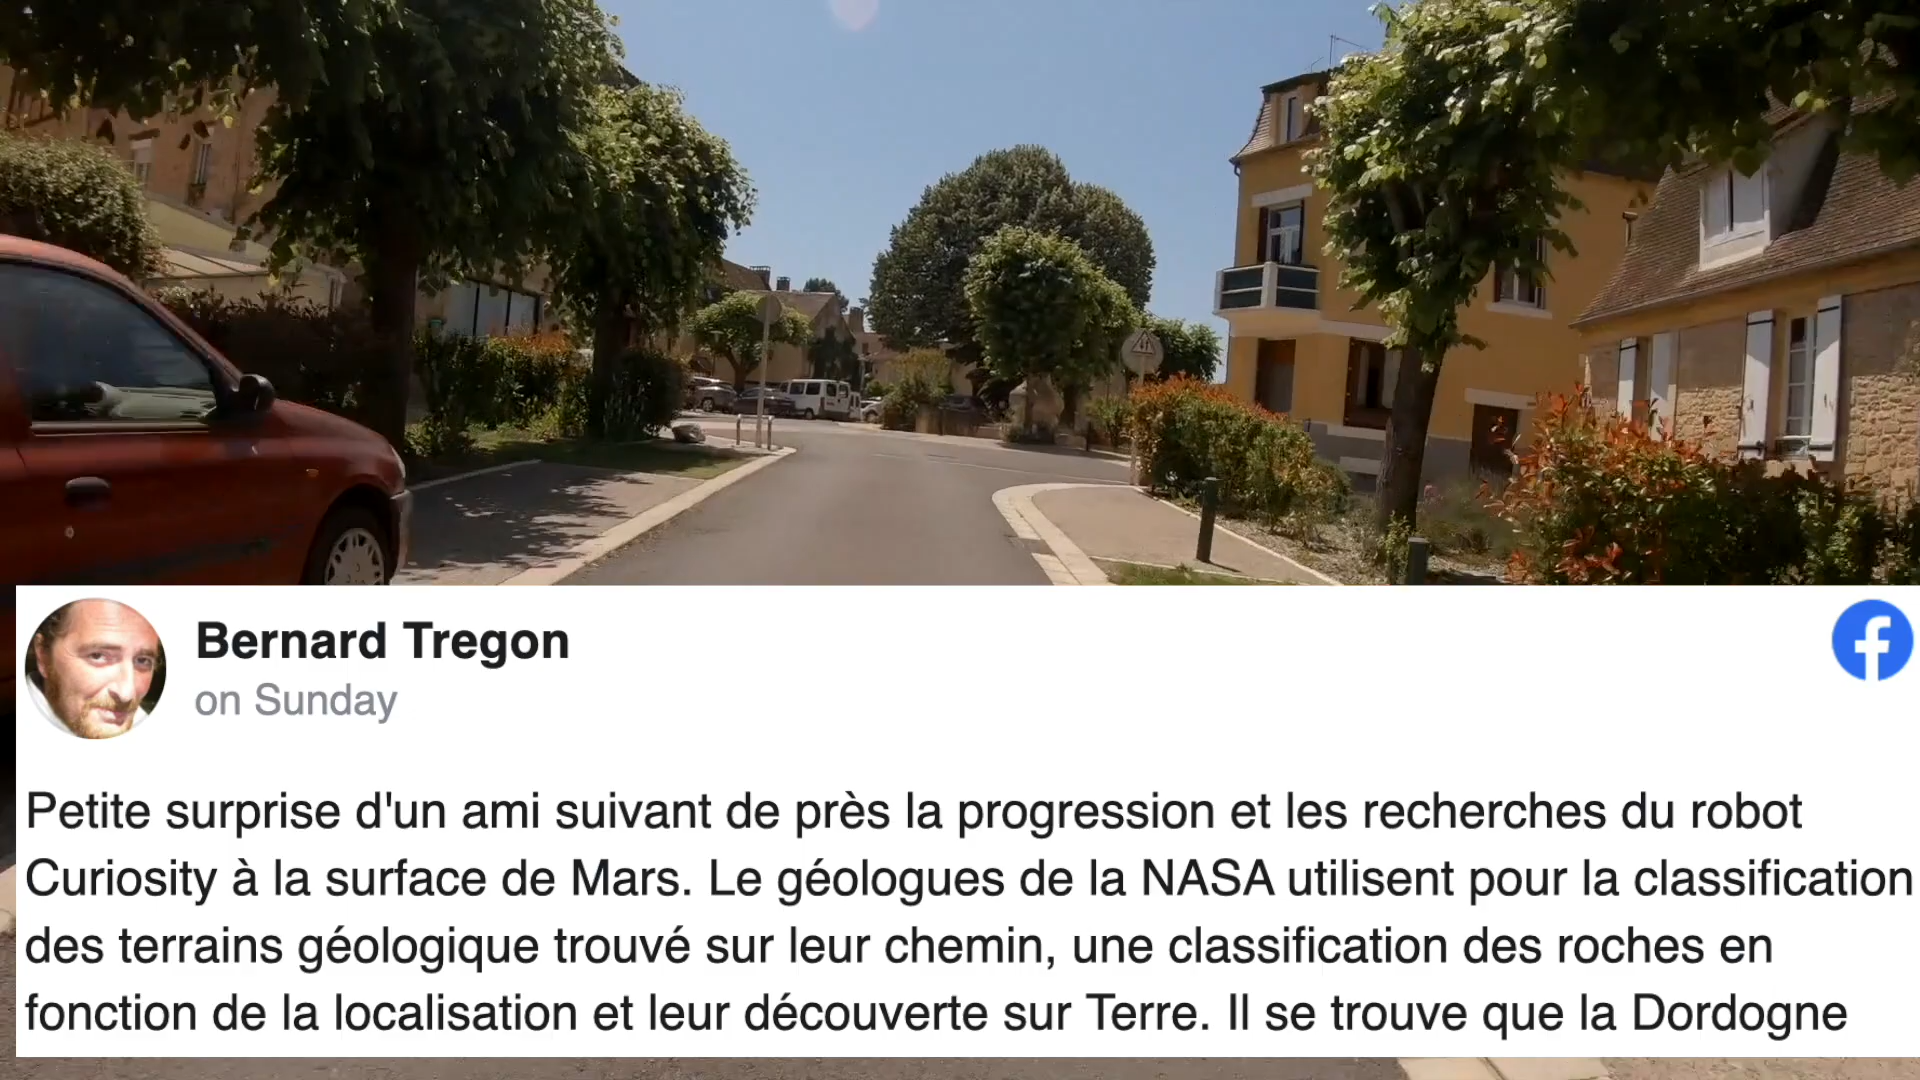 Bernard Tregon
on Sunday
Petite surprise d'un ami suivant de près la progression et les recherches du robot
Curiosity à la surface de Mars. Le géologues de la NASA utilisent pour la classification
des terrains géologique trouvé sur leur chemin, une classification des roches en
fonction de la localisation et leur découverte sur Terre. Il se trouve que la Dordogne